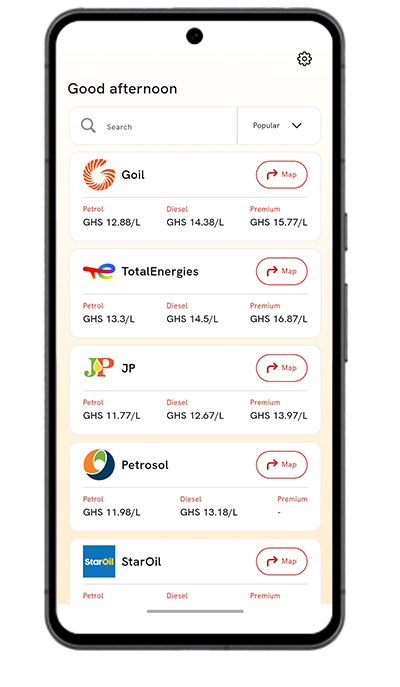 Good afternoon
Search Popular
Goil Map
Petrol Diesel Premium
GHS 12.88/L GHS 14.38/L GHS 15.77/L
TotalEnergies Map
Petrol Diesel Premium
GHS 13.3/L GHS 14.5/L GHS 16.87/L
JP JP Map
Petrol Diesel Premium
GHS 11.77/L GHS 12.67/L GHS 13.97/L
Petrosol Map
Petrol Diesel Premium
GHS 11.98/L GHS 13.18/L -
StarOil StarOil Map
Petrol Diesel Premium